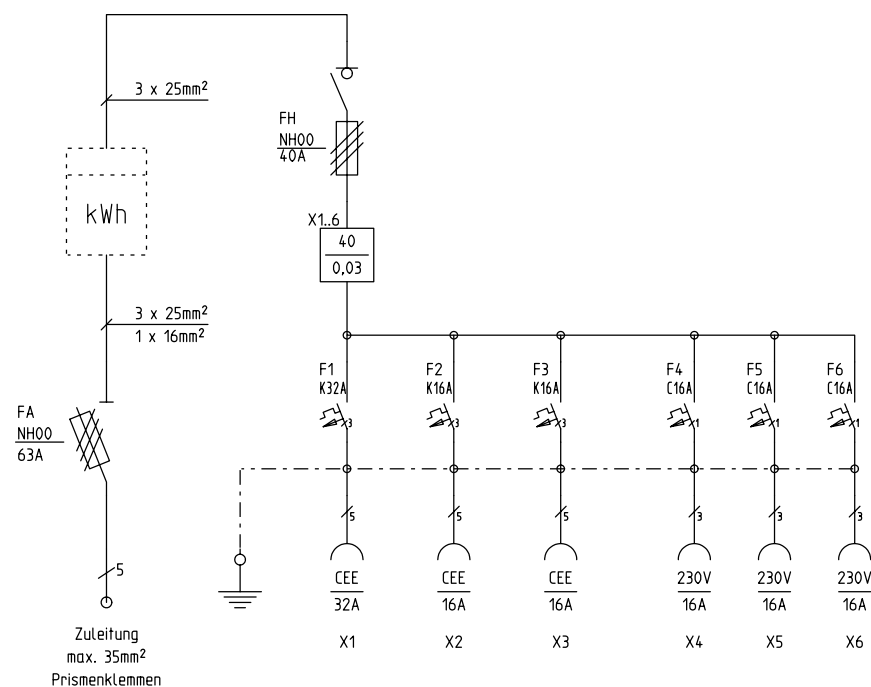 3 x 25mm²
FH
NH00
40A
kWh
X1..6
40
0,03
3 x 25mm²
1 x 16mm²
F1
K32A
F2
K16A
F3
K16A
F4
C16A
F5
C16A
F6
C16A
3
3
3
1
1
1
FA
NH00
63A
5
5
5
3
3
3
5
CEE
32A
CEE
16A
CEE
16A
230V
16A
230V
16A
230V
16A
X1
X2
X3
X4
X5
X6
Zuleitung
max. 35mm²
Prismenklemmen